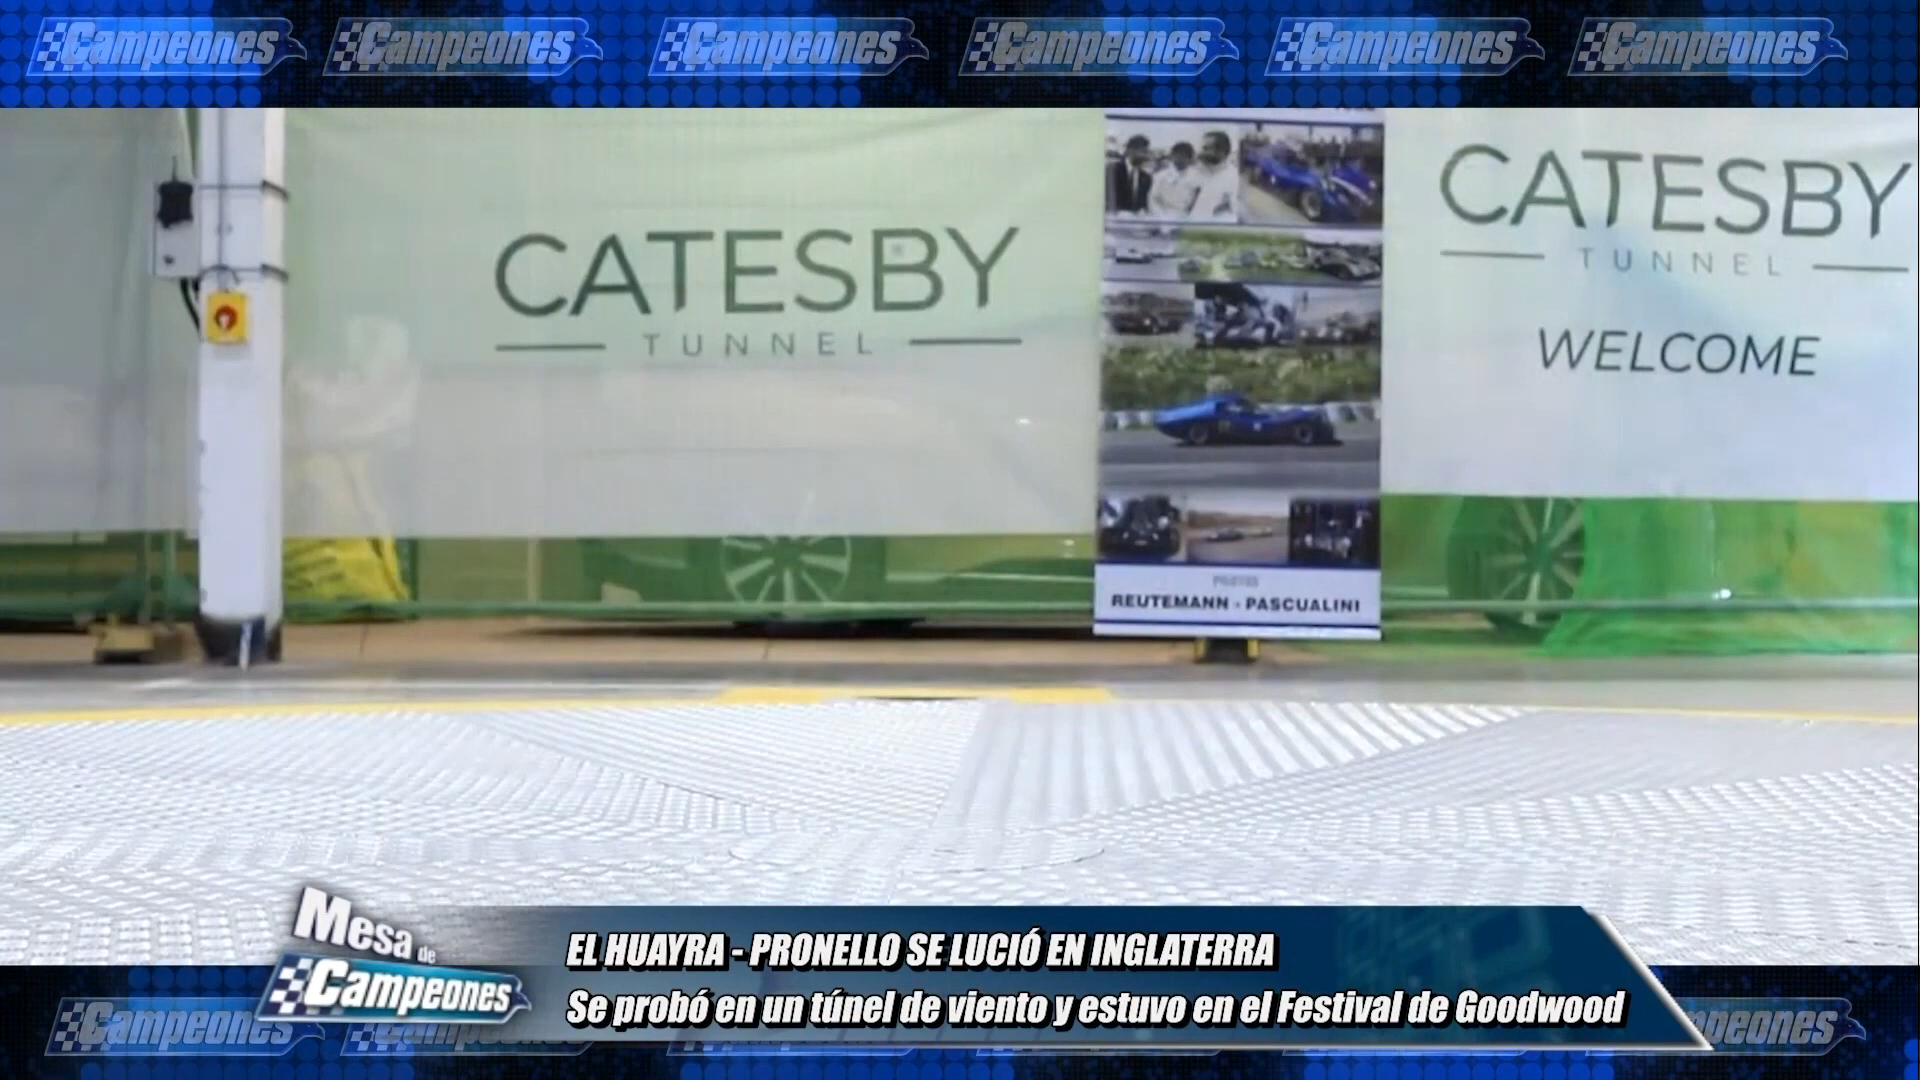 Campeones Campeones Campeones Campeones Campeones Campeones
CATESBY
TUNNEL
CATESBY
TUNNEL
WELCOME
PILOTOS
REUTEMANN - PASCUALINI
Mesa de
Campeones
EL HUAYRA - PRONELLO SE LUCIÓ EN INGLATERRA
Se probó en un túnel de viento y estuvo en el Festival de Goodwood
Campeones